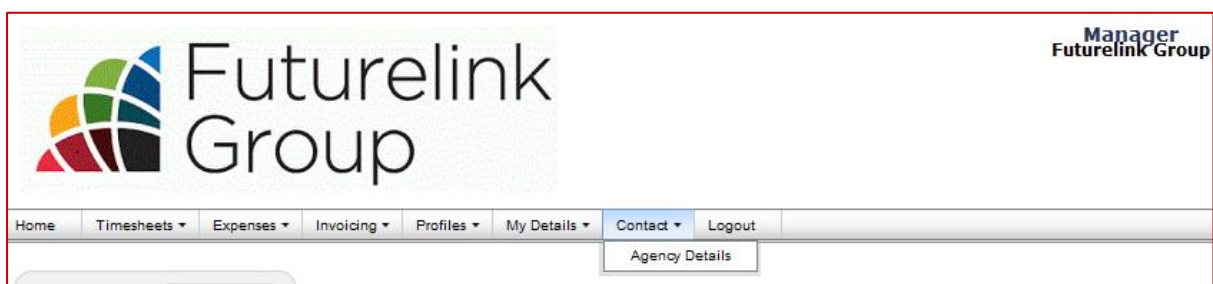 Manager
Futurelink Group
Futurelink
Group
Home Timesheets Expenses Invoicing Profiles My Details Contact Logout
Agency Details